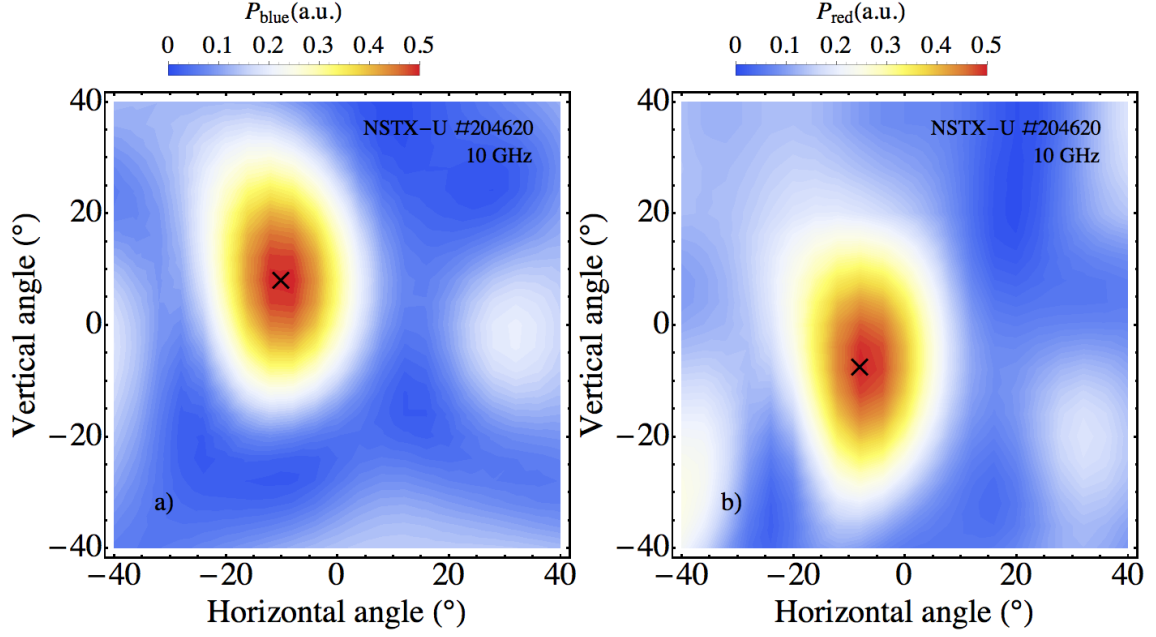 P_blue(a.u.)
0 0.1 0.2 0.3 0.4 0.5
40
20
0
−20
−40
Vertical angle (°)
NSTX−U #204620
10 GHz
a)
−40 −20 0 20 40
Horizontal angle (°)
P_red(a.u.)
0 0.1 0.2 0.3 0.4 0.5
40
20
0
−20
−40
Vertical angle (°)
NSTX−U #204620
10 GHz
b)
−40 −20 0 20 40
Horizontal angle (°)